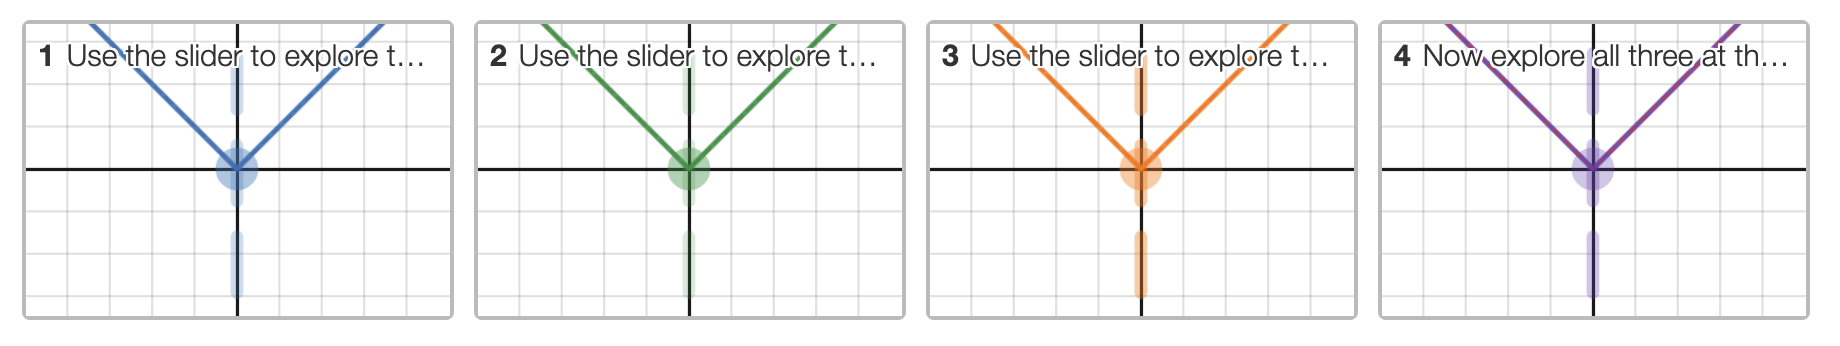 1 Use the slider to explore t...
2 Use the slider to explore t...
3 Use the slider to explore t...
4 Now explore all three at th...